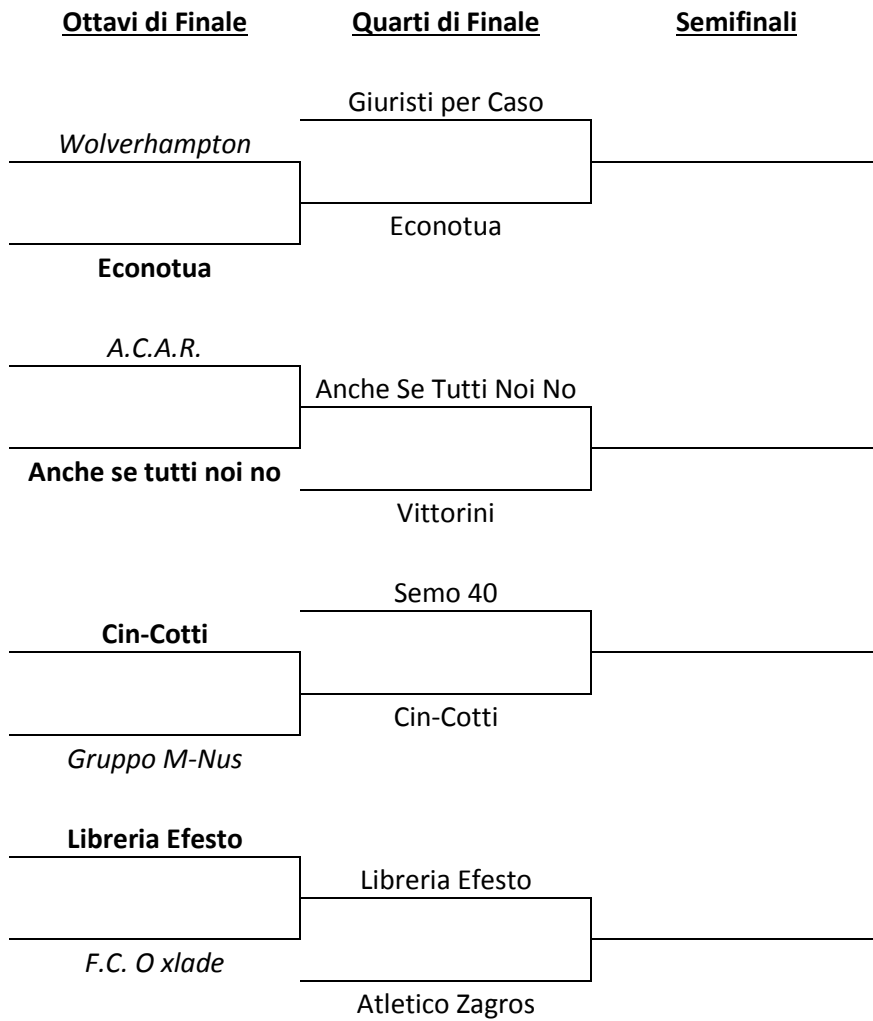 Ottavi di Finale Quarti di Finale Semifinali
Giuristi per Caso
Wolverhampton
Econotua
Econotua
A.C.A.R.
Anche Se Tutti Noi No
Anche se tutti noi no
Vittorini
Semo 40
Cin-Cotti
Cin-Cotti
Gruppo M-Nus
Libreria Efesto
Libreria Efesto
F.C. O xlade
Atletico Zagros